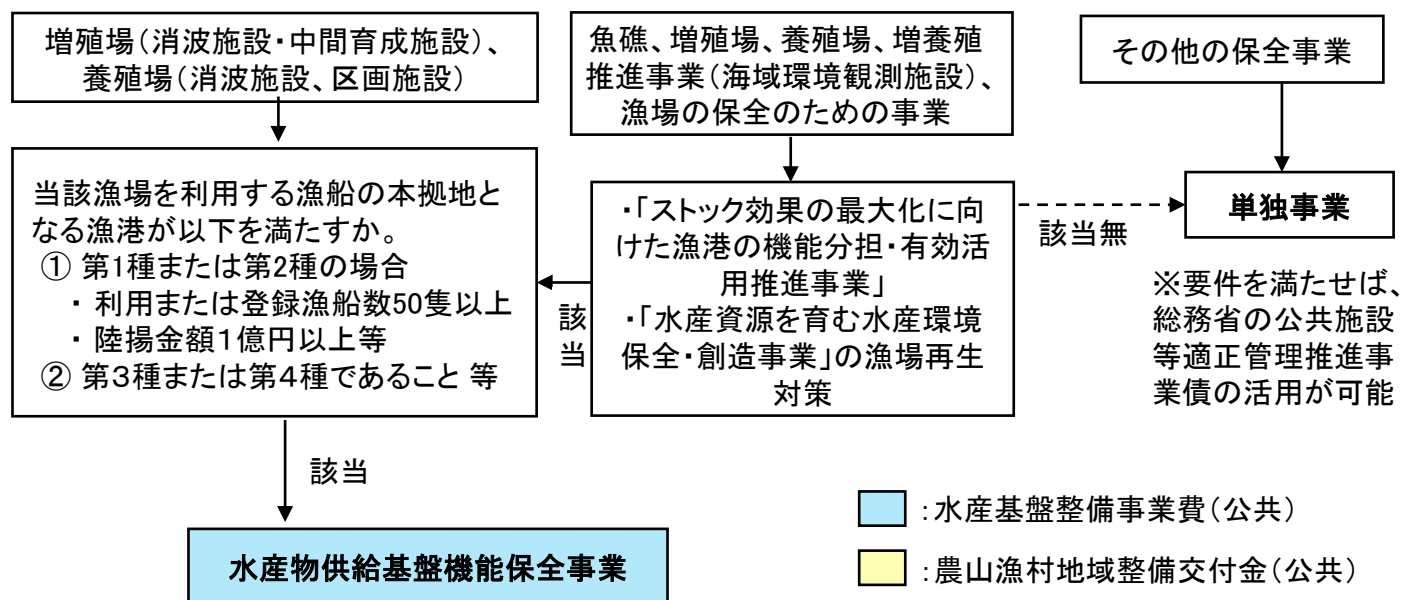 増殖場（消波施設・中間育成施設）、
養殖場（消波施設、区画施設）
魚礁、増殖場、養殖場、増養殖
推進事業（海域環境観測施設）、
漁場の保全のための事業
その他の保全事業
当該漁場を利用する漁船の本拠地と
なる漁港が以下を満たすか。
① 第1種または第2種の場合
・ 利用または登録漁船数50隻以上
・ 陸揚金額１億円以上等
② 第３種または第４種であること 等
該
当
・「ストック効果の最大化に向
けた漁港の機能分担・有効活
用推進事業」
・「水産資源を育む水産環境
保全・創造事業」の漁場再生
対策
該当無
単独事業
※要件を満たせば、
総務省の公共施設
等適正管理推進事
業債の活用が可能
該当
水産物供給基盤機能保全事業
：水産基盤整備事業費（公共）
：農山漁村地域整備交付金（公共）